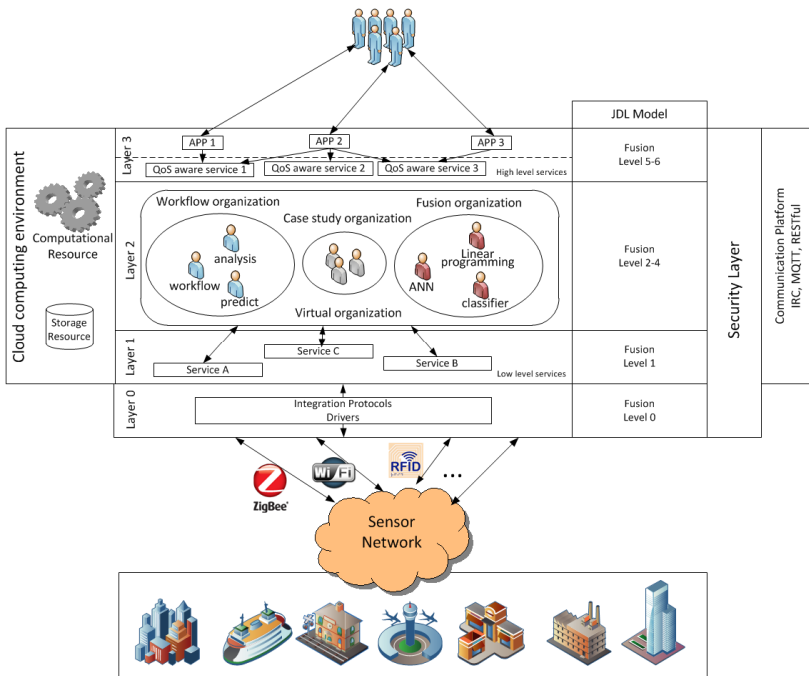 JDL Model
Cloud computing environment
Computational
Resource
Storage
Resource
Layer 3
APP 1
APP 2
APP 3
QoS aware service 1
QoS aware service 2
QoS aware service 3
High level services
Fusion
Level 5-6
Layer 2
Workflow organization
analysis
workflow
predict
Case study organization
Fusion organization
Linear
programming
ANN
classifier
Virtual organization
Fusion
Level 2-4
Layer 1
Service A
Service C
Service B
Low level services
Fusion
Level 1
Layer 0
Integration Protocols
Drivers
Fusion
Level 0
Security Layer
Communication Platform
IRC, MQTT, RESTful
ZigBee®
Wi Fi
RFID
...
Sensor
Network